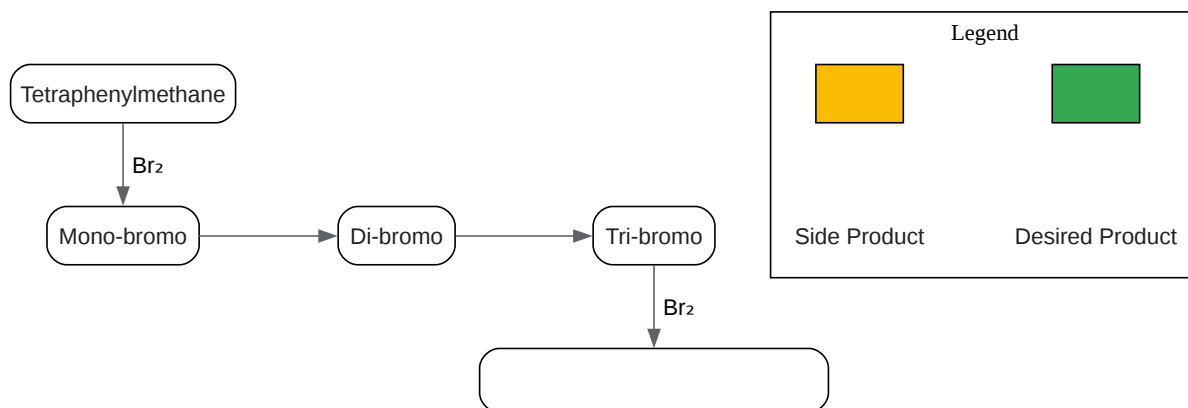 Legend
Tetraphenylmethane
Br₂
Mono-bromo
Di-bromo
Tri-bromo
Side Product
Desired Product
Br₂